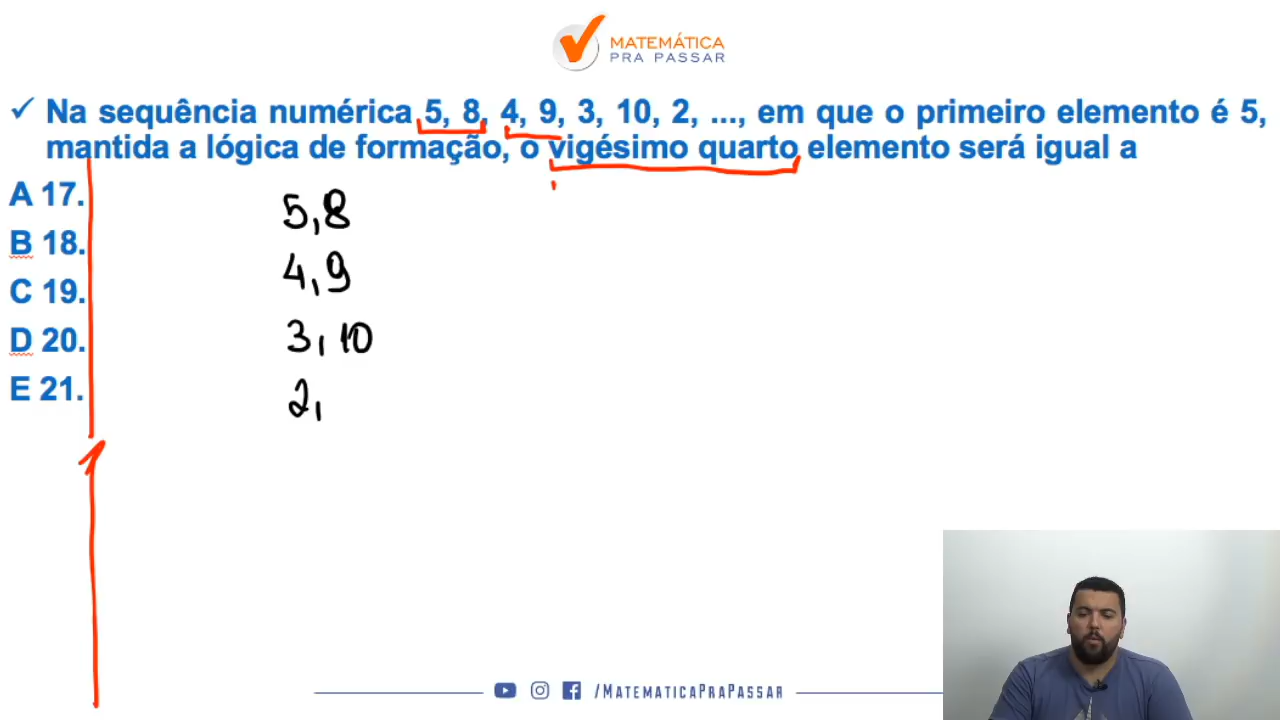 MATEMÁTICA
PRA PASSAR
✓ Na sequência numérica 5, 8, 4, 9, 3, 10, 2, ..., em que o primeiro elemento é 5,
mantida a lógica de formação, o vigésimo quarto elemento será igual a
A 17.
B 18.
C 19.
D 20.
E 21.
5, 8
4, 9
3, 10
2,
/MATEMATICAPRAPASSAR